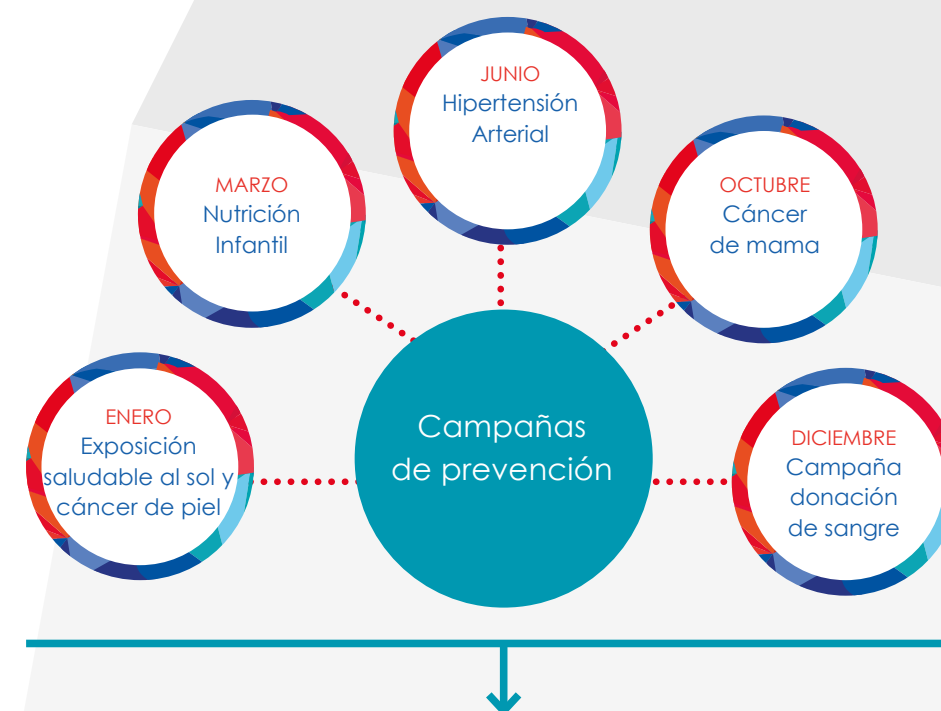 JUNIO
Hipertensión
Arterial
MARZO
Nutrición
Infantil
OCTUBRE
Cáncer
de mama
ENERO
Exposición
saludable al sol y
cáncer de piel
Campañas
de prevención
DICIEMBRE
Campaña
donación
de sangre